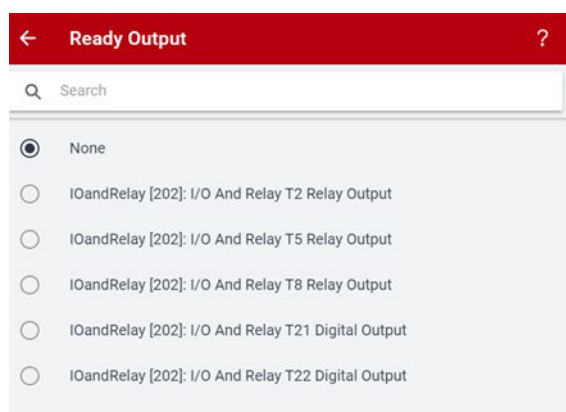 Ready Output
?
Search
None
IOandRelay [202]: I/O And Relay T2 Relay Output
IOandRelay [202]: I/O And Relay T5 Relay Output
IOandRelay [202]: I/O And Relay T8 Relay Output
IOandRelay [202]: I/O And Relay T21 Digital Output
IOandRelay [202]: I/O And Relay T22 Digital Output